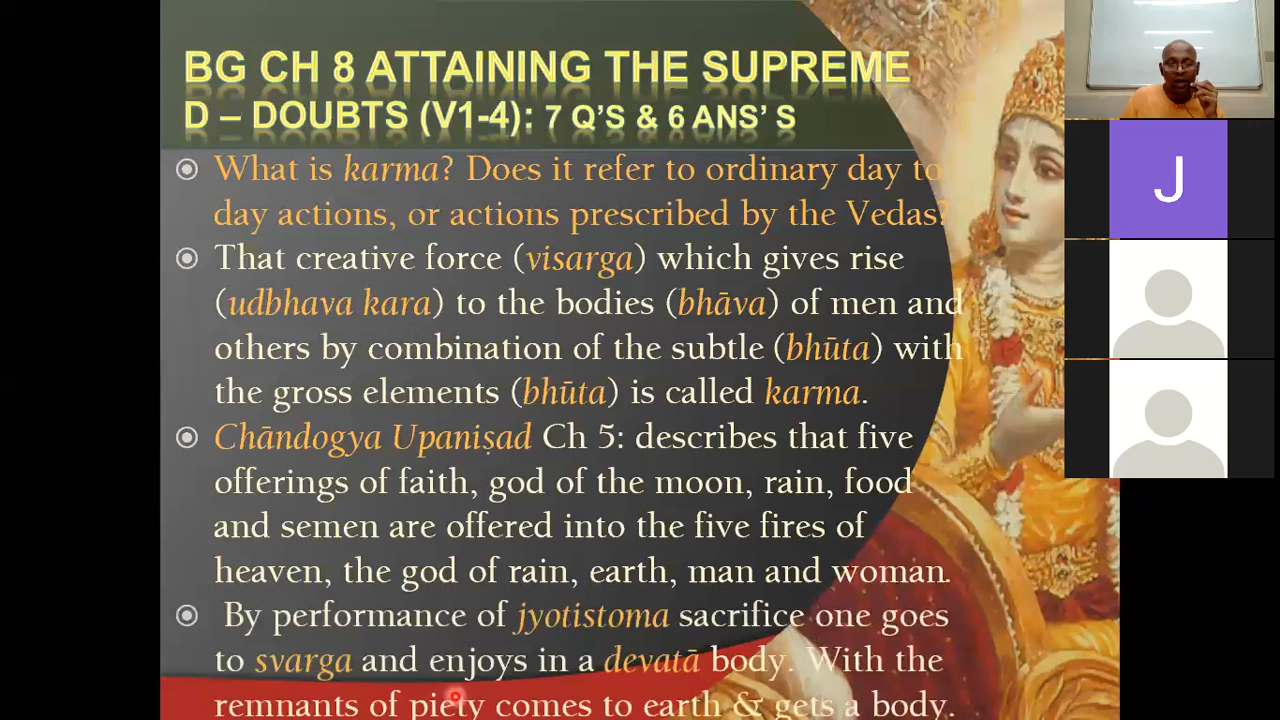 BG CH 8 ATTAINING THE SUPREME
D – DOUBTS (V1-4): 7 Q'S & 6 ANS' S
What is karma? Does it refer to ordinary day to
day actions, or actions prescribed by the Vedas?
That creative force (visarga) which gives rise
(udbhava kara) to the bodies (bhāva) of men and
others by combination of the subtle (bhūta) with
the gross elements (bhūta) is called karma.
Chāndogya Upaniṣad Ch 5: describes that five
offerings of faith, god of the moon, rain, food
and semen are offered into the five fires of
heaven, the god of rain, earth, man and woman.
By performance of jyotistoma sacrifice one goes
to svarga and enjoys in a devatā body. With the
remnants of piety comes to earth & gets a body.
J